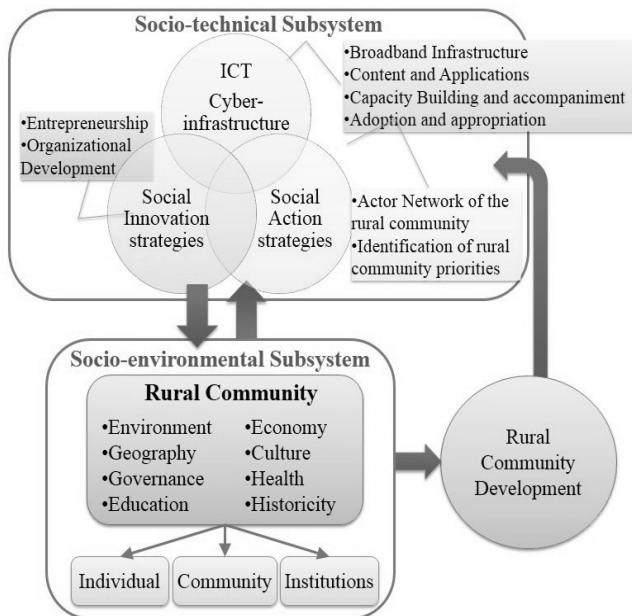 Socio-technical Subsystem
ICT
Cyber-
infrastructure
•Broadband Infrastructure
•Content and Applications
•Capacity Building and accompaniment
•Adoption and appropriation
•Entrepreneurship
•Organizational
Development
Social
Innovation
strategies
Social
Action
strategies
•Actor Network of the
rural community
•Identification of rural
community priorities
Socio-environmental Subsystem
Rural Community
•Environment
•Geography
•Governance
•Education
•Economy
•Culture
•Health
•Historicity
Individual
Community
Institutions
Rural
Community
Development